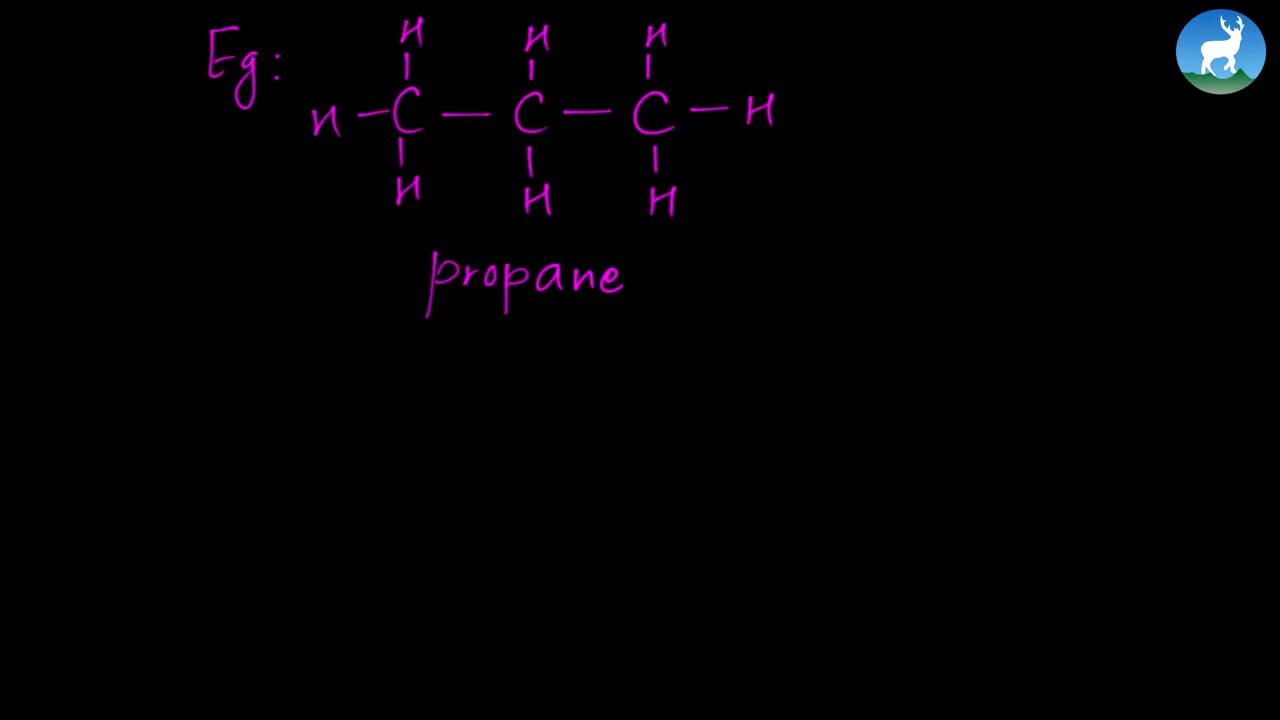 Eg:
H H H
H – C – C – C – H
H H H
propane